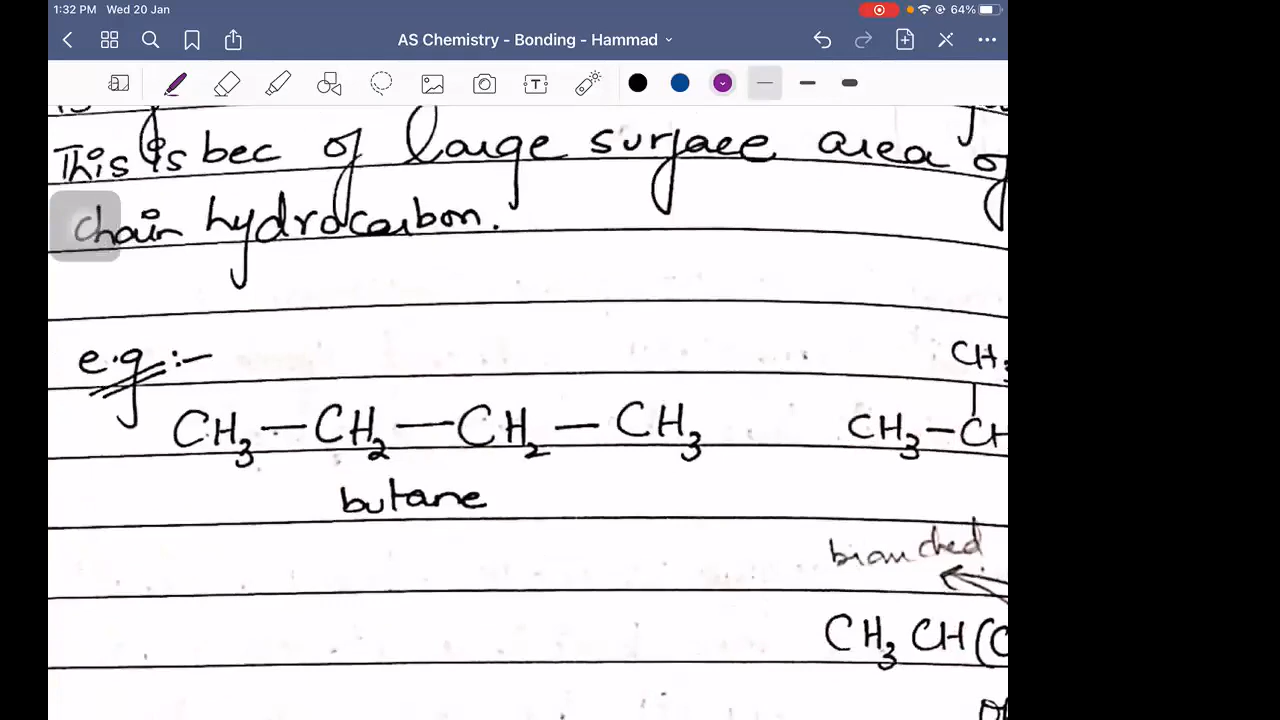 1:32 PM Wed 20 Jan 64%
AS Chemistry - Bonding - Hammad
This is bec of large surface area of
chain hydrocarbon.
e.g :-
CH3
CH3 — CH2 — CH2 — CH3 CH3 — CH
butane
branched
CH3 CH(C